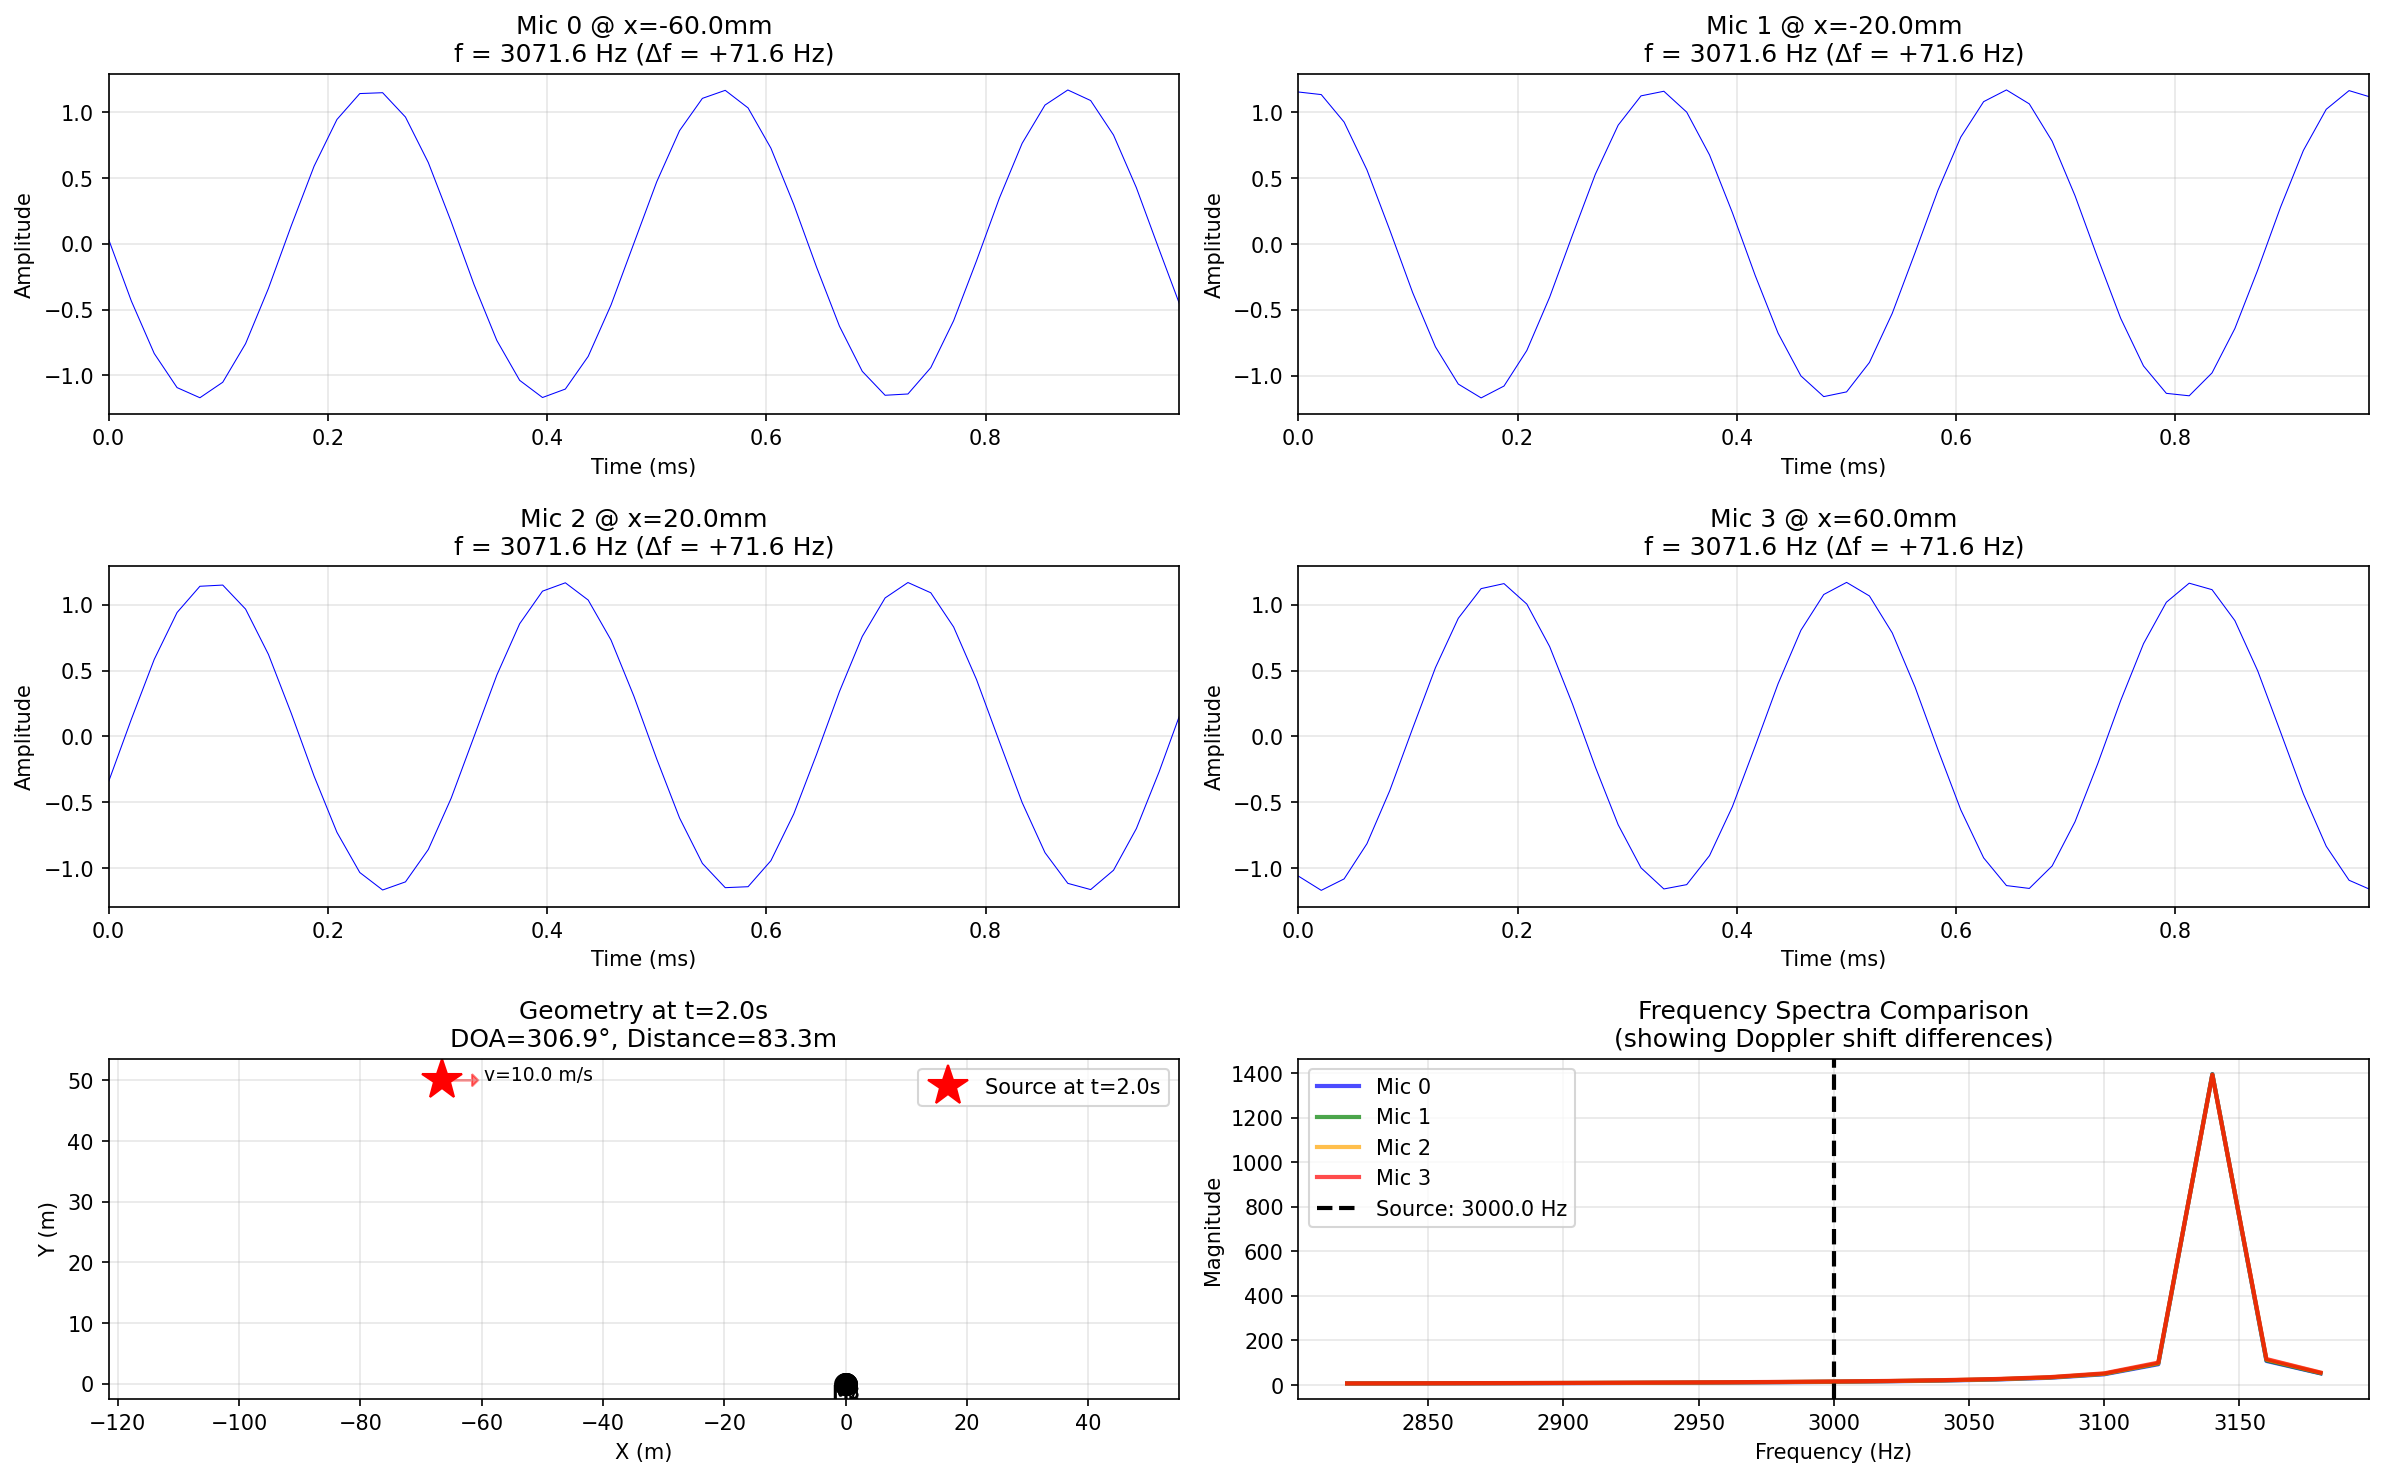 Mic 0 @ x=-60.0mm
f = 3071.6 Hz (Δf = +71.6 Hz)
1.0
0.5
0.0
−0.5
−1.0
Amplitude
0.0 0.2 0.4 0.6 0.8
Time (ms)
Mic 1 @ x=-20.0mm
f = 3071.6 Hz (Δf = +71.6 Hz)
1.0
0.5
0.0
−0.5
−1.0
Amplitude
0.0 0.2 0.4 0.6 0.8
Time (ms)
Mic 2 @ x=20.0mm
f = 3071.6 Hz (Δf = +71.6 Hz)
1.0
0.5
0.0
−0.5
−1.0
Amplitude
0.0 0.2 0.4 0.6 0.8
Time (ms)
Mic 3 @ x=60.0mm
f = 3071.6 Hz (Δf = +71.6 Hz)
1.0
0.5
0.0
−0.5
−1.0
Amplitude
0.0 0.2 0.4 0.6 0.8
Time (ms)
Geometry at t=2.0s
DOA=306.9°, Distance=83.3m
v=10.0 m/s
Source at t=2.0s
50
40
30
20
10
0
Y (m)
−120 −100 −80 −60 −40 −20 0 20 40
X (m)
Frequency Spectra Comparison
(showing Doppler shift differences)
Mic 0
Mic 1
Mic 2
Mic 3
Source: 3000.0 Hz
1400
1200
1000
800
600
400
200
0
Magnitude
2850 2900 2950 3000 3050 3100 3150
Frequency (Hz)